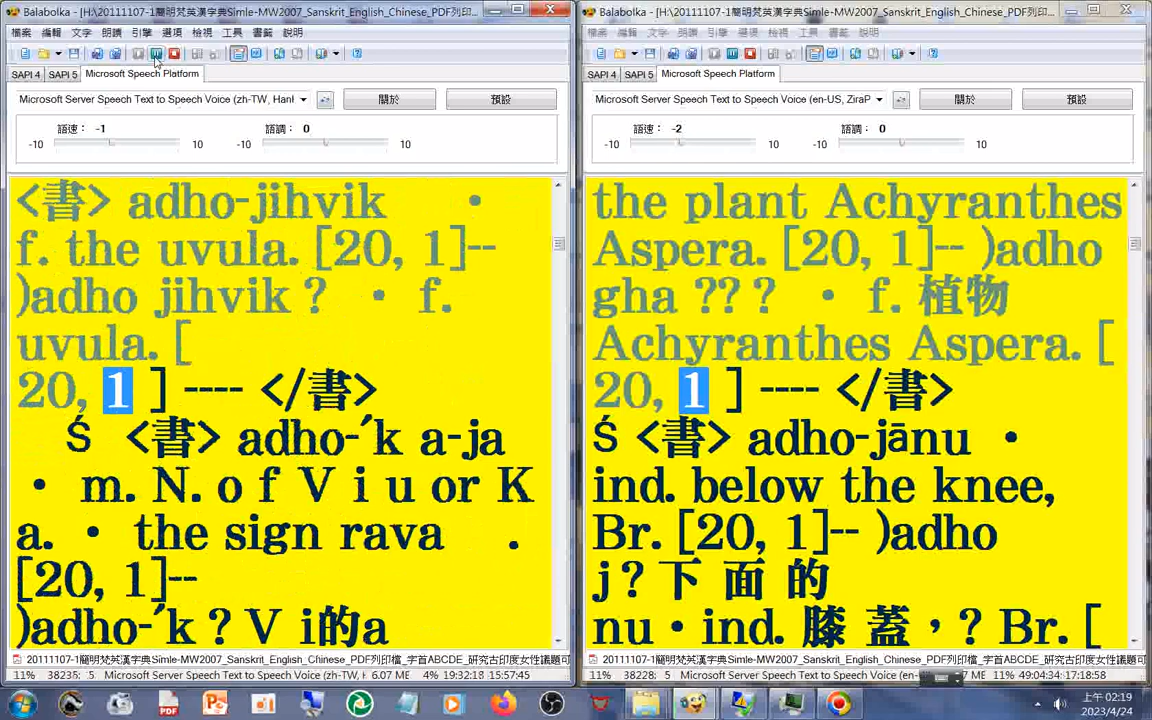 Balabolka - [H:\20111107-1簡明梵英漢字典Simle-MW2007_Sanskrit_English_Chinese_PDF列印...
檔案 編輯 文字 朗讀 引擎 選項 檢視 工具 書籤 說明
SAPI 4 SAPI 5 Microsoft Speech Platform
Microsoft Server Speech Text to Speech Voice (zh-TW, Hanl
關於 預設
語速： -1 語調： 0
-10 10 -10 10
<書> adho-jihvik •
f. the uvula. [20, 1]--
)adho jihvik ? • f.
uvula. [
20, 1 ] ---- </書>
Ś <書> adho-´k a-ja
• m. N. o f V i u or K
a. • the sign rava .
[20, 1]--
)adho-´k ? V i的a
20111107-1簡明梵英漢字典Simle-MW2007_Sanskrit_English_Chinese_PDF列印檔_字首ABCDE_研究古印度女性議題可
11% 38235: 5 Microsoft Server Speech Text to Speech Voice (zh-TW, H 6.07 ME 4% 19:32:18 15:57:45
Balabolka - [H:\20111107-1簡明梵英漢字典Simle-MW2007_Sanskrit_English_Chinese_PDF列印...
檔案 編輯 文字 朗讀 引擎 選項 檢視 工具 書籤 說明
SAPI 4 SAPI 5 Microsoft Speech Platform
Microsoft Server Speech Text to Speech Voice (en-US, ZiraP
關於 預設
語速： -2 語調： 0
-10 10 -10 10
the plant Achyranthes
Aspera. [20, 1]-- )adho
gha ?? ? • f. 植物
Achyranthes Aspera. [
20, 1 ] ---- </書>
Ś <書> adho-jānu •
ind. below the knee,
Br. [20, 1]-- )adho
j ? 下 面 的
nu • ind. 膝 蓋，? Br. [
20111107-1簡明梵英漢字典Simle-MW2007_Sanskrit_English_Chinese_PDF列印檔_字首ABCDE_研究古印度女性議題可
11% 38228: 5 Microsoft Server Speech Text to Speech Voice 11% 49:04:34-17:18:58
PDF
上午 02:19
2023/4/24